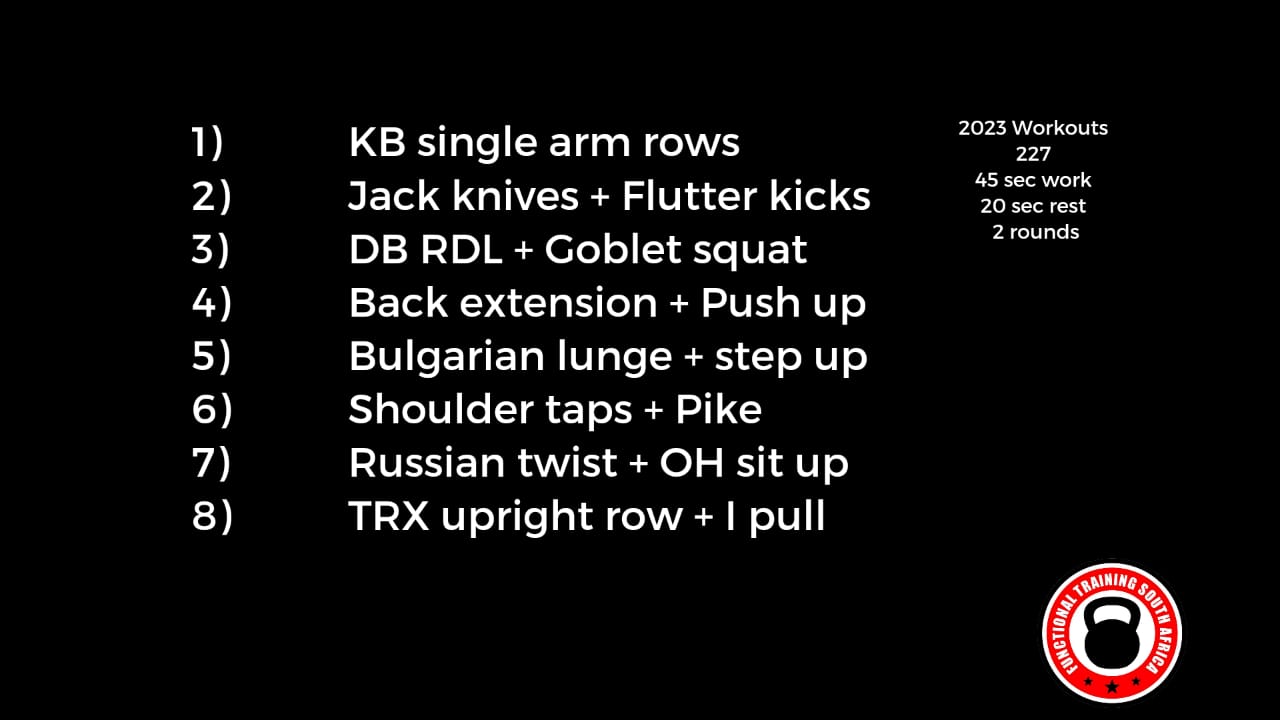 1) KB single arm rows
2) Jack knives + Flutter kicks
3) DB RDL + Goblet squat
4) Back extension + Push up
5) Bulgarian lunge + step up
6) Shoulder taps + Pike
7) Russian twist + OH sit up
8) TRX upright row + I pull
2023 Workouts
227
45 sec work
20 sec rest
2 rounds
FUNCTIONAL TRAINING SOUTH AFRICA